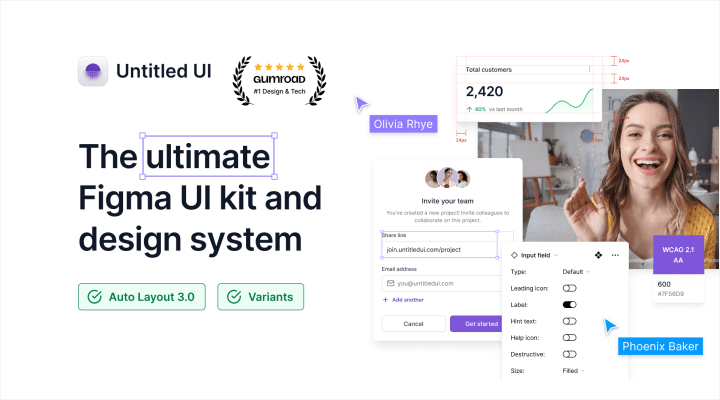 Untitled UI
GUMROAD
#1 Design & Tech
The ultimate
Figma UI kit and
design system
Auto Layout 3.0
Variants
Olivia Rhye
Total customers
2,420
40% vs last month
24px
24px
24px
24px
Invite your team
You've created a new project! Invite colleagues to
collaborate on this project.
Share link
join.untitledui.com/project
Email address
you@untitledui.com
Add another
Cancel
Get started
Input field
Type: Default
Leading icon:
Label:
Hint text:
Help icon:
Destructive:
Size: Filled
WCAG 2.1
AA
600
#7F56D9
Phoenix Baker